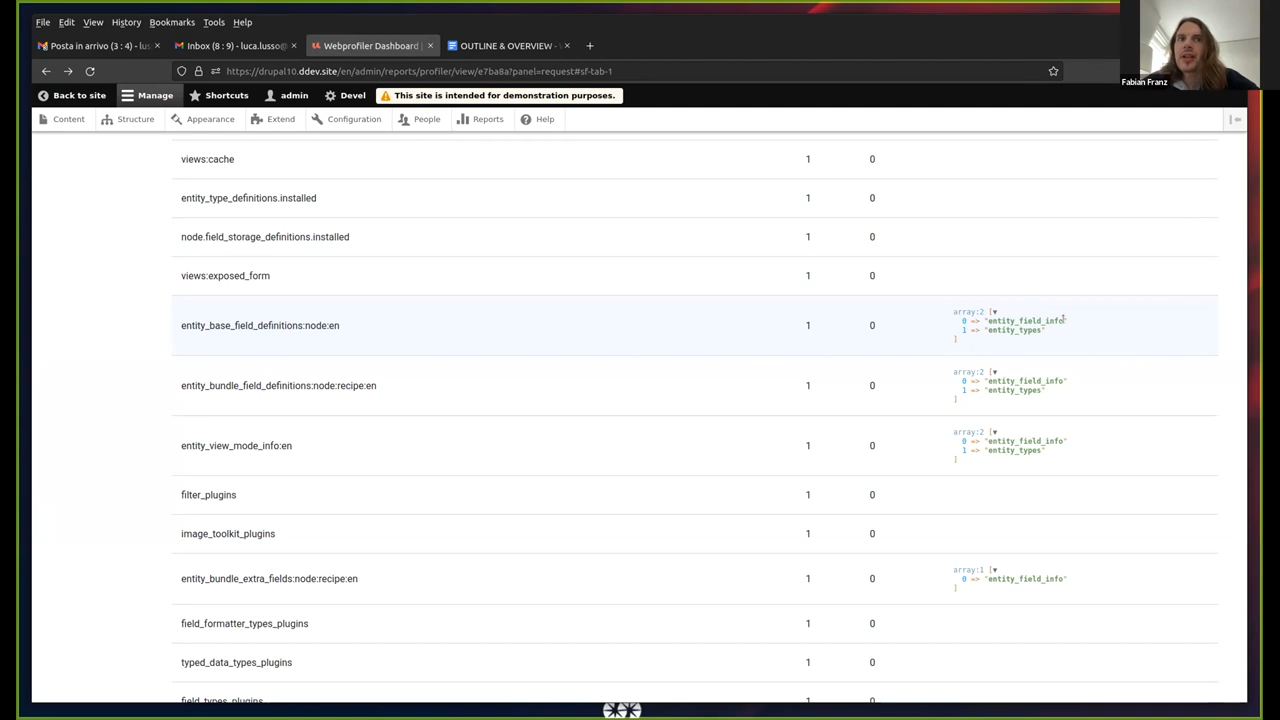 File Edit View History Bookmarks Tools Help
Posta in arrivo (3 : 4) - lus
Inbox (8 : 9) - luca.lusso@
Webprofiler Dashboard |
OUTLINE & OVERVIEW -
https://drupal10.ddev.site/en/admin/reports/profiler/view/e7ba8a?panel=request#sf-tab-1
Fabian Franz
Back to site Manage Shortcuts admin Devel This site is intended for demonstration purposes.
Content Structure Appearance Extend Configuration People Reports Help
views:cache 1 0
entity_type_definitions.installed 1 0
node.field_storage_definitions.installed 1 0
views:exposed_form 1 0
entity_base_field_definitions:node:en 1 0
array:2 [▼
0 => "entity_field_info"
1 => "entity_types"
]
entity_bundle_field_definitions:node:recipe:en 1 0
array:2 [▼
0 => "entity_field_info"
1 => "entity_types"
]
entity_view_mode_info:en 1 0
array:2 [▼
0 => "entity_field_info"
1 => "entity_types"
]
filter_plugins 1 0
image_toolkit_plugins 1 0
entity_bundle_extra_fields:node:recipe:en 1 0
array:1 [▼
0 => "entity_field_info"
]
field_formatter_types_plugins 1 0
typed_data_types_plugins 1 0
field_types_plugins 1 0